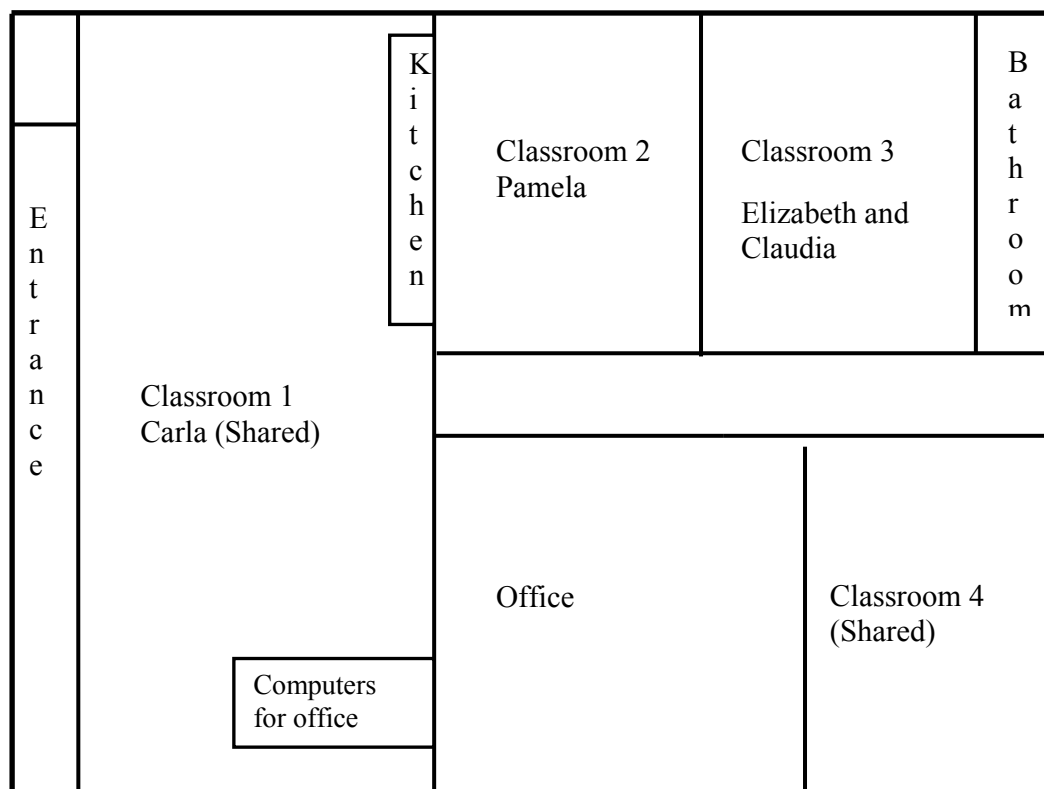 Entrance
Classroom 1
Carla (Shared)
Kitchen
Computers
for office
Classroom 2
Pamela
Classroom 3
Elizabeth and
Claudia
Bathroom
Office
Classroom 4
(Shared)